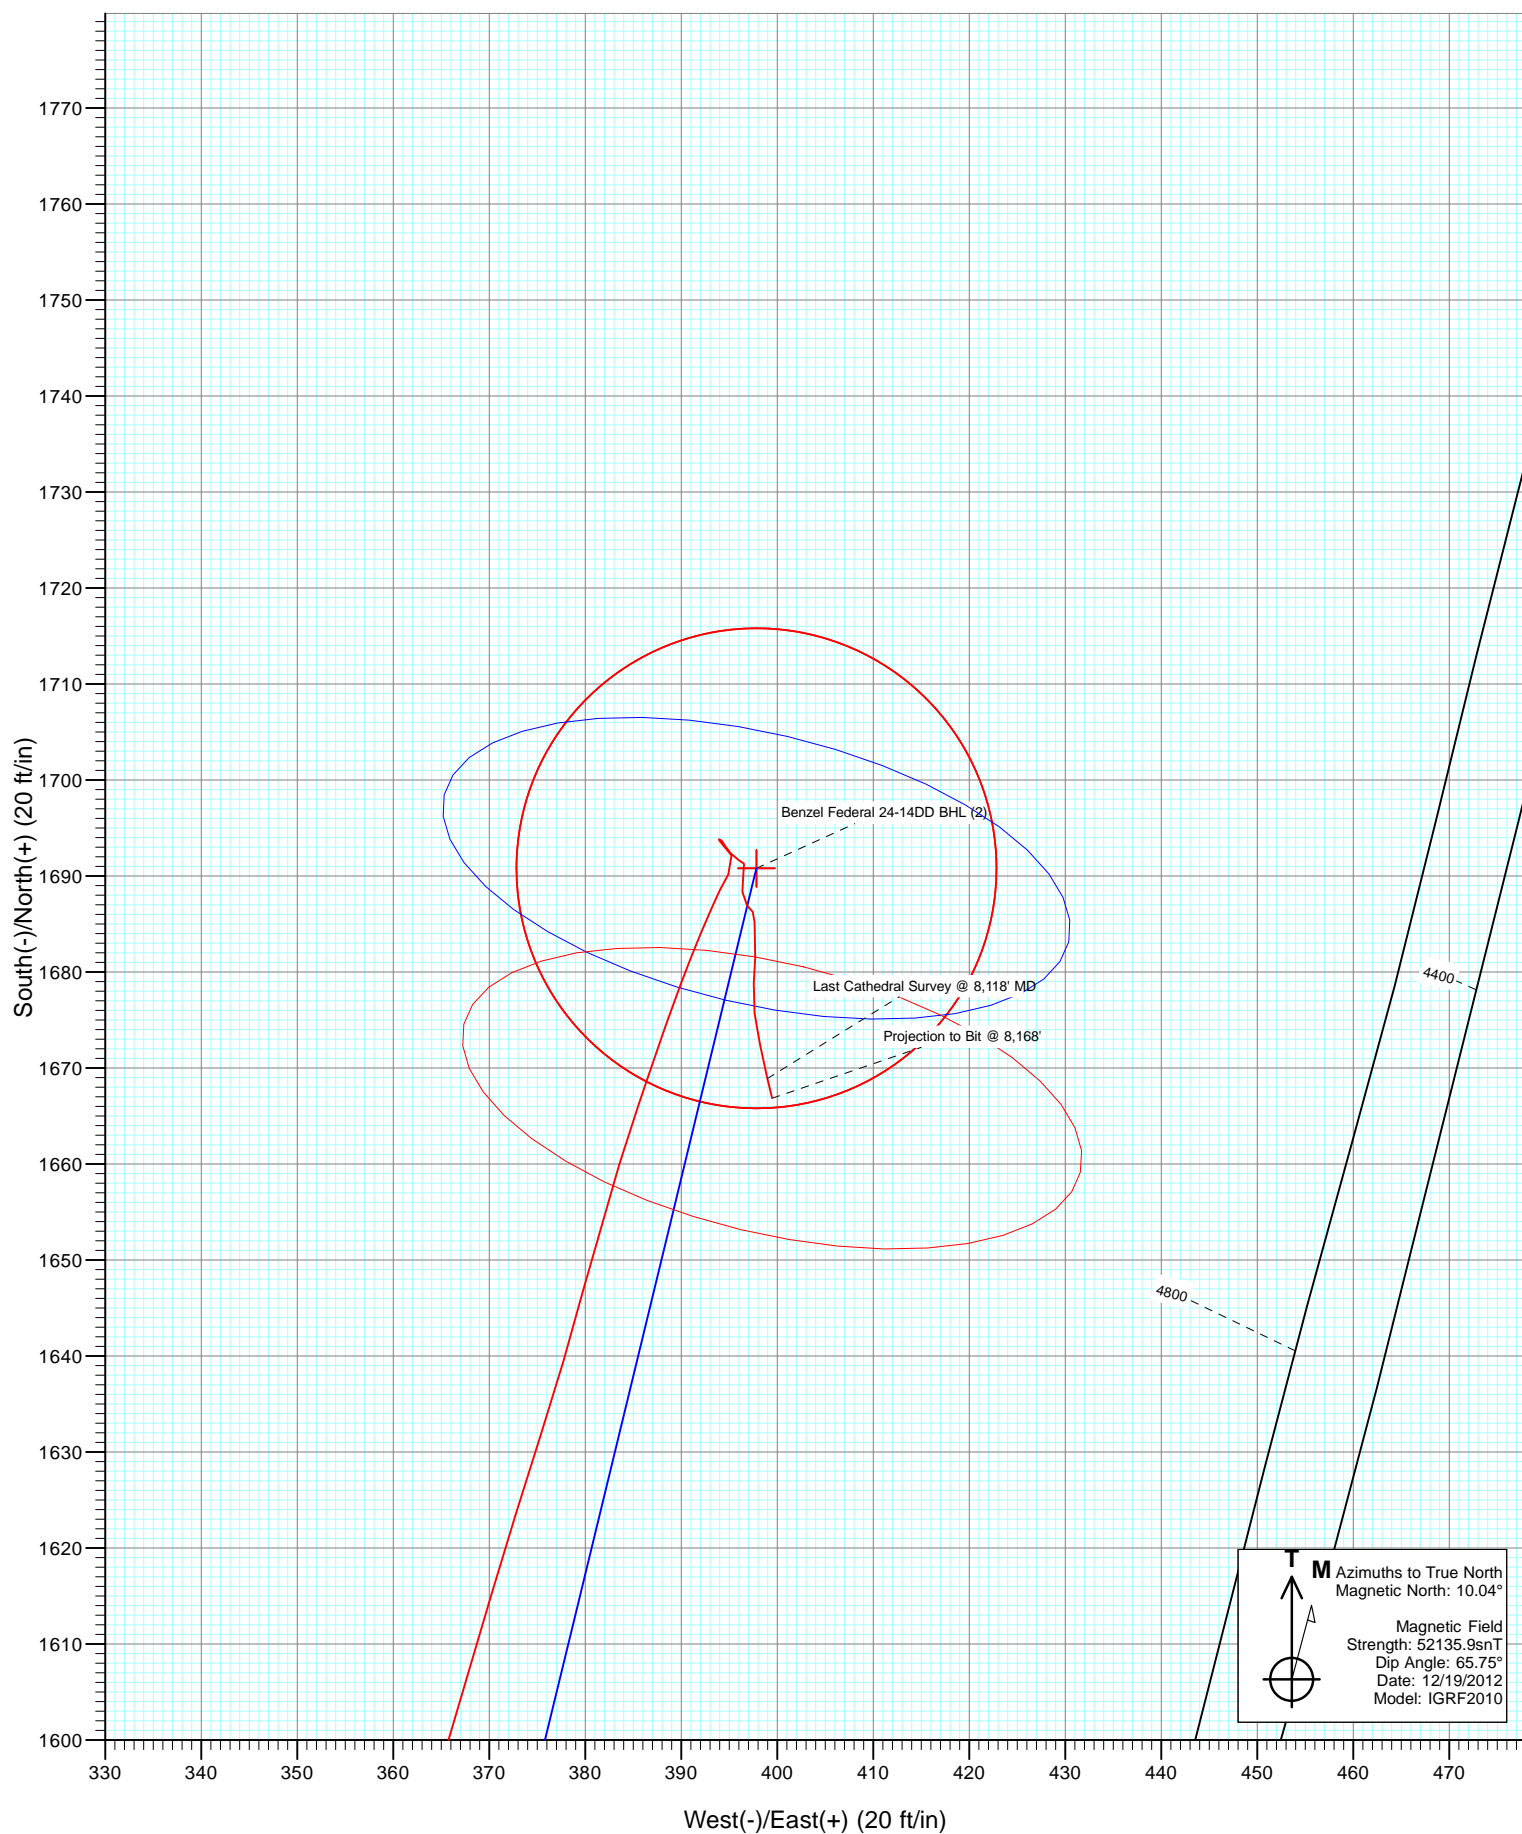 1770
1760
1750
1740
1730
1720
1710
1700
1690
1680
1670
1660
1650
1640
1630
1620
1610
1600
South(-)/North(+) (20 ft/in)
Benzel Federal 24-14DD BHL (2)
Last Cathedral Survey @ 8,118' MD
Projection to Bit @ 8,168'
4400
4800
T
M
Azimuths to True North
Magnetic North: 10.04°
Magnetic Field
Strength: 52135.9snT
Dip Angle: 65.75°
Date: 12/19/2012
Model: IGRF2010
330 340 350 360 370 380 390 400 410 420 430 440 450 460 470
West(-)/East(+) (20 ft/in)